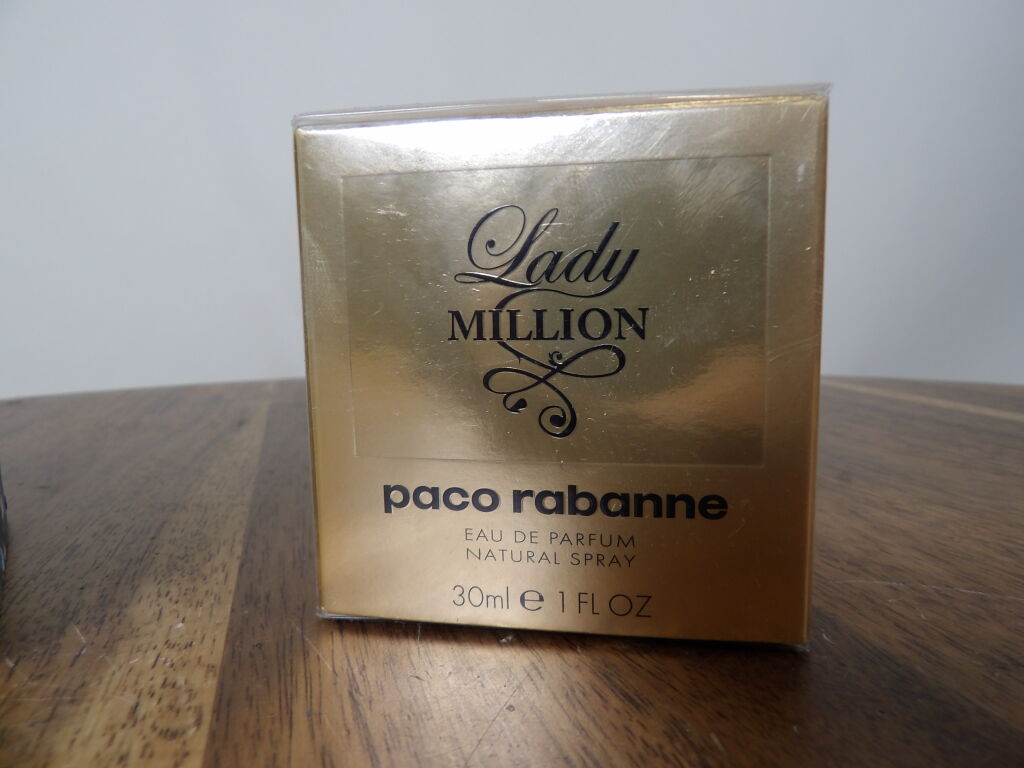 Lady
MILLION
paco rabanne
EAU DE PARFUM
NATURAL SPRAY
30ml e 1 FL OZ